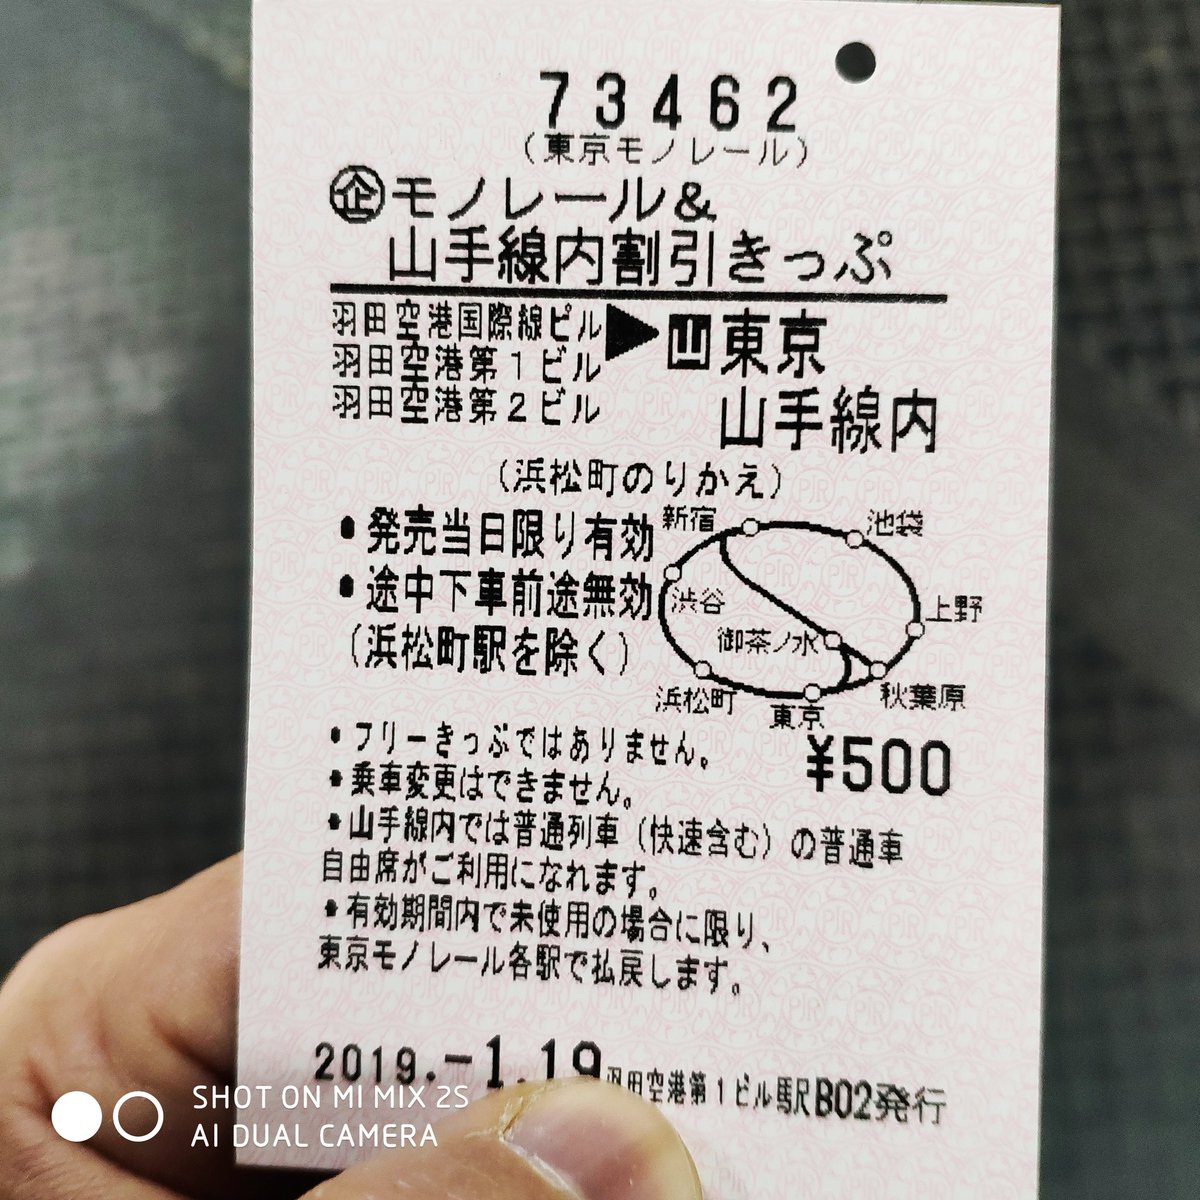 73462
（東京モノレール）
企モノレール＆
山手線内割引きっぷ
羽田空港国際線ビル
羽田空港第１ビル
羽田空港第２ビル
▶
山東京
山手線内
（浜松町のりかえ）
・発売当日限り有効
・途中下車前途無効
（浜松町駅を除く）
新宿
池袋
渋谷
上野
御茶ノ水
秋葉原
浜松町
東京
・フリーきっぷではありません。
¥500
・乗車変更はできません。
・山手線内では普通列車（快速含む）の普通車
自由席がご利用になれます。
・有効期間内で未使用の場合に限り、
東京モノレール各駅で払戻します。
2019.-1.19 羽田空港第１ビル駅B02発行
SHOT ON MI MIX 2S
AI DUAL CAMERA